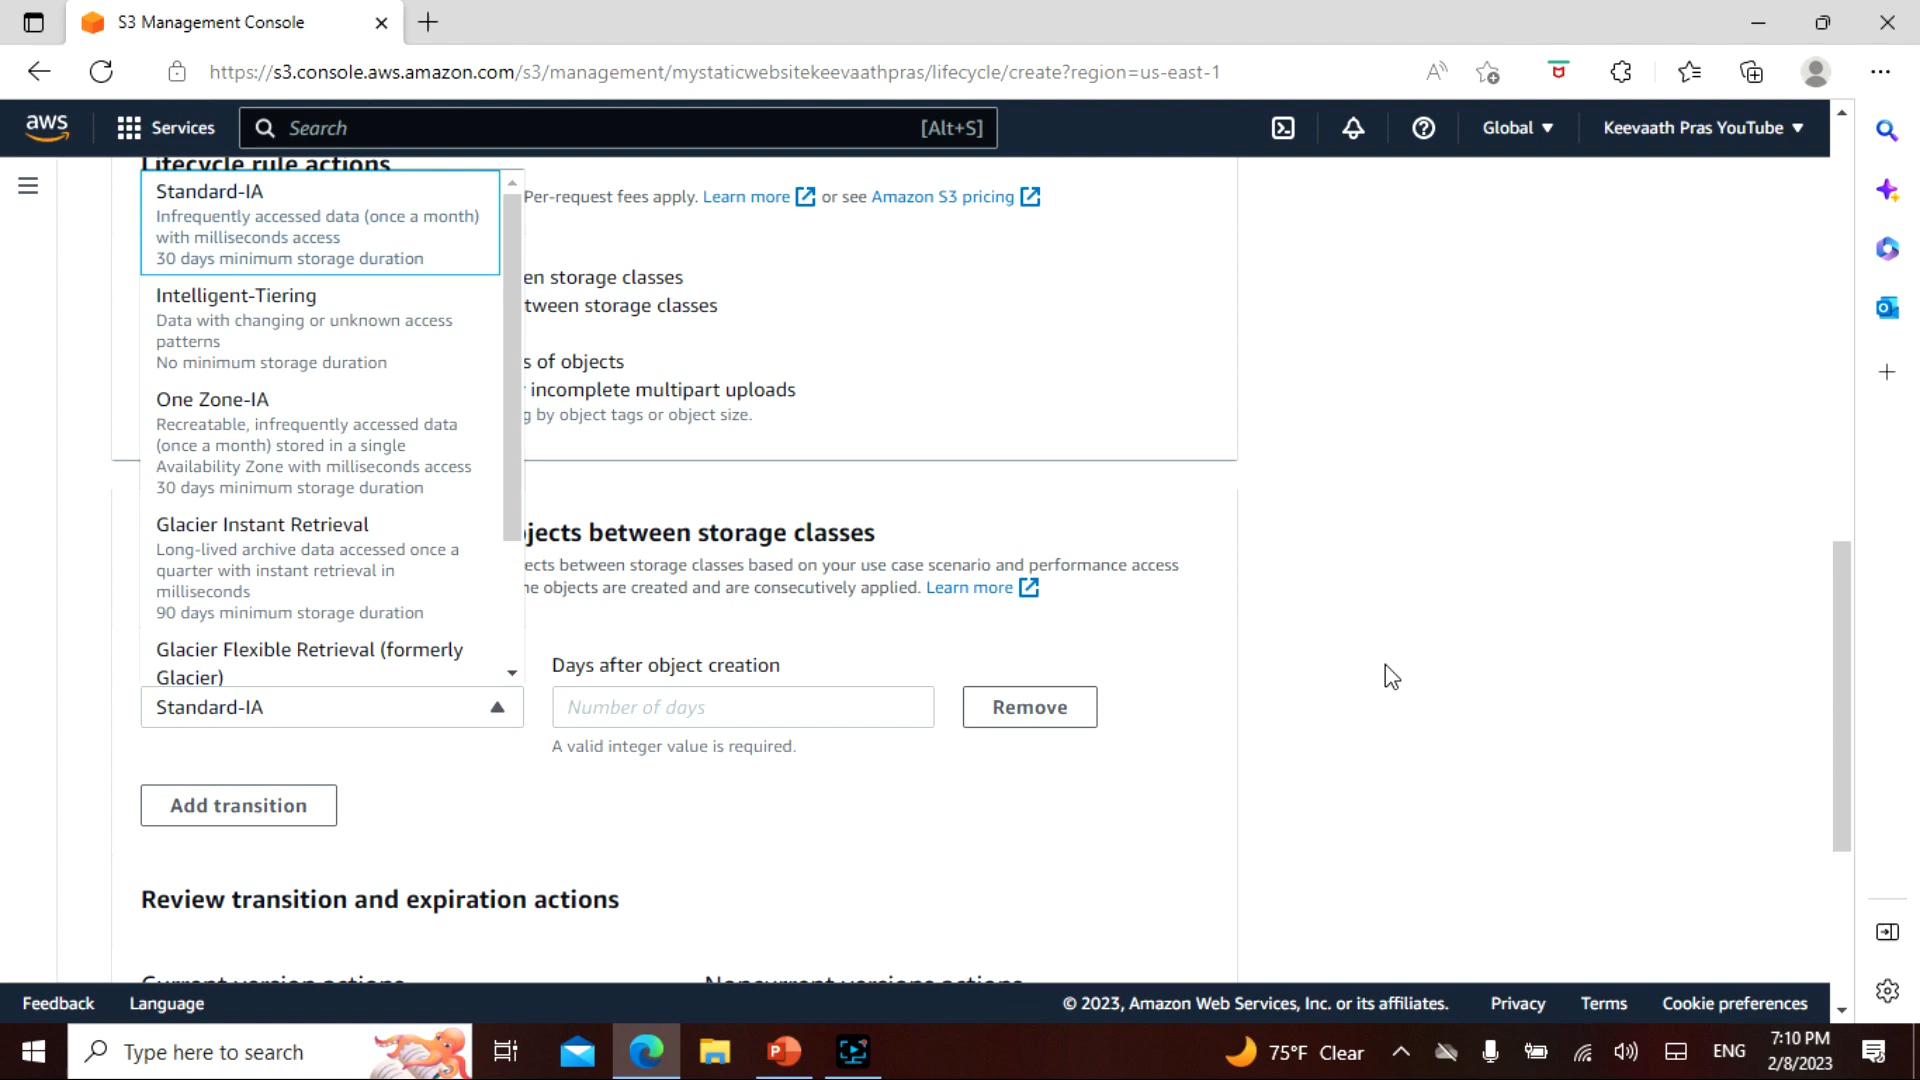 S3 Management Console
https://s3.console.aws.amazon.com/s3/management/mystaticwebsitekeevaathpras/lifecycle/create?region=us-east-1
aws
Services
Search
[Alt+S]
Global
Keevaath Pras YouTube
Lifecycle rule actions
Per-request fees apply. Learn more or see Amazon S3 pricing
Standard-IA
Infrequently accessed data (once a month)
with milliseconds access
30 days minimum storage duration
Intelligent-Tiering
Data with changing or unknown access
patterns
No minimum storage duration
One Zone-IA
Recreatable, infrequently accessed data
(once a month) stored in a single
Availability Zone with milliseconds access
30 days minimum storage duration
Glacier Instant Retrieval
Long-lived archive data accessed once a
quarter with instant retrieval in
milliseconds
90 days minimum storage duration
Glacier Flexible Retrieval (formerly
Glacier)
en storage classes
tween storage classes
s of objects
incomplete multipart uploads
g by object tags or object size.
jects between storage classes
ects between storage classes based on your use case scenario and performance access
he objects are created and are consecutively applied. Learn more
Days after object creation
Standard-IA
Number of days
Remove
A valid integer value is required.
Add transition
Review transition and expiration actions
Current version actions
Noncurrent versions actions
Feedback
Language
© 2023, Amazon Web Services, Inc. or its affiliates.
Privacy
Terms
Cookie preferences
Type here to search
75°F Clear
ENG
7:10 PM
2/8/2023